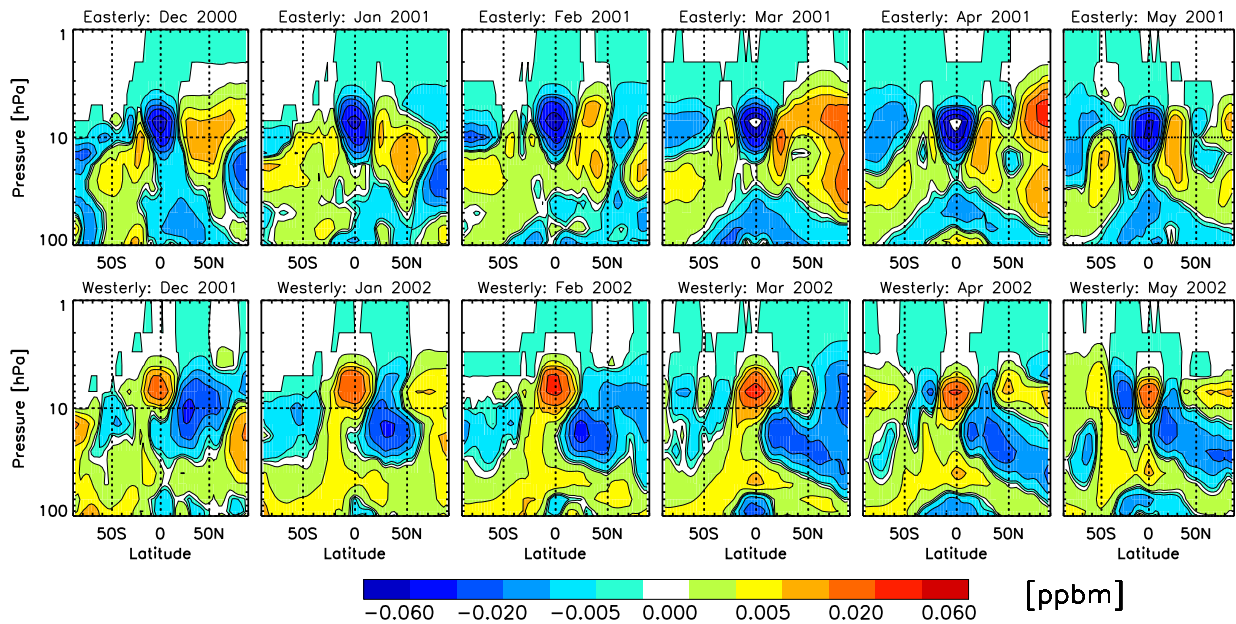 Easterly: Dec 2000 Easterly: Jan 2001 Easterly: Feb 2001 Easterly: Mar 2001 Easterly: Apr 2001 Easterly: May 2001
1
10
100
Pressure [hPa]
50S 0 50N 50S 0 50N 50S 0 50N 50S 0 50N 50S 0 50N 50S 0 50N
Westerly: Dec 2001 Westerly: Jan 2002 Westerly: Feb 2002 Westerly: Mar 2002 Westerly: Apr 2002 Westerly: May 2002
1
10
100
Pressure [hPa]
50S 0 50N 50S 0 50N 50S 0 50N 50S 0 50N 50S 0 50N 50S 0 50N
Latitude Latitude Latitude Latitude Latitude Latitude
−0.060 −0.020 −0.005 0.000 0.005 0.020 0.060
[ppbm]